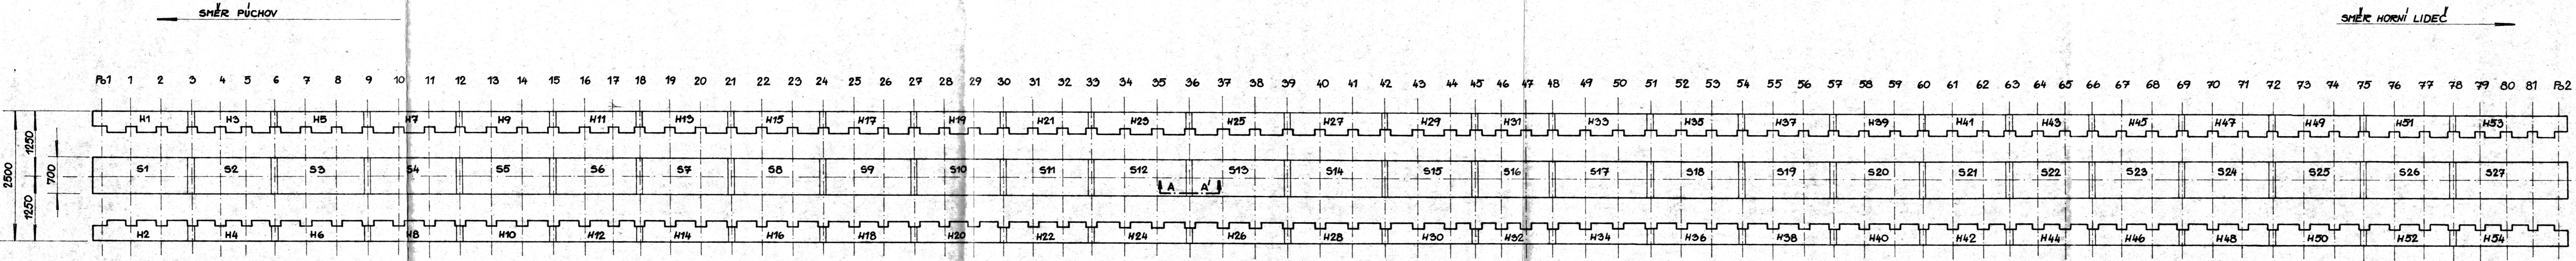 SMĚR PÚCHOV
SMĚR HORNÍ LIDEČ
Po1 1 2 3 4 5 6 7 8 9 10 11 12 13 14 15 16 17 18 19 20 21 22 23 24 25 26 27 28 29 30 31 32 33 34 35 36 37 38 39 40 41 42 43 44 45 46 47 48 49 50 51 52 53 54 55 56 57 58 59 60 61 62 63 64 65 66 67 68 69 70 71 72 73 74 75 76 77 78 79 80 81 Po2
H1 H3 H5 H7 H9 H11 H13 H15 H17 H19 H21 H23 H25 H27 H29 H31 H33 H35 H37 H39 H41 H43 H45 H47 H49 H51 H53
2500
1250
1250
700
S1 S2 S3 S4 S5 S6 S7 S8 S9 S10 S11 S12 S13 S14 S15 S16 S17 S18 S19 S20 S21 S22 S23 S24 S25 S26 S27
A A'
H2 H4 H6 H8 H10 H12 H14 H16 H18 H20 H22 H24 H26 H28 H30 H32 H34 H36 H38 H40 H42 H44 H46 H48 H50 H52 H54